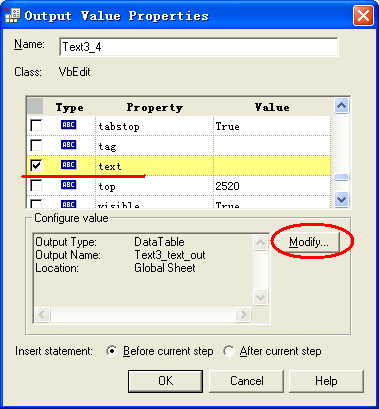 Output Value Properties
Name: Text3_4
Class: VbEdit
Type Property Value
ABC tabstop True
ABC tag
ABC text
ABC top 2520
ABC visible True
Configure value
Output Type: DataTable
Output Name: Text3_text_out
Location: Global Sheet
Modify...
Insert statement: Before current step After current step
OK Cancel Help